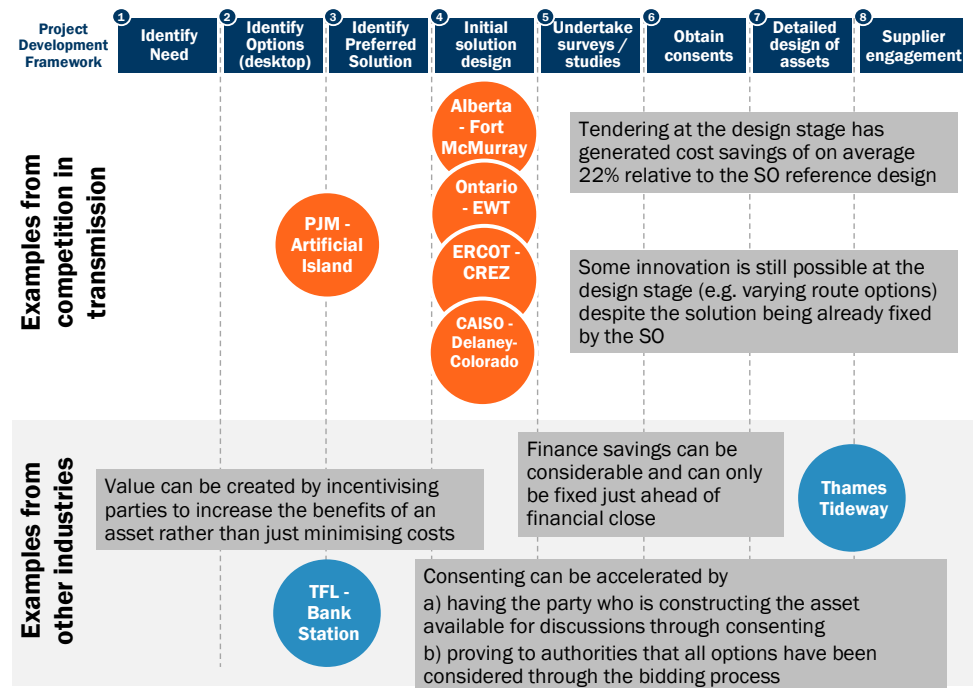 Project
Development
Framework
1
Identify
Need
2
Identify
Options
(desktop)
3
Identify
Preferred
Solution
4
Initial
solution
design
5
Undertake
surveys /
studies
6
Obtain
consents
7
Detailed
design of
assets
8
Supplier
engagement
Examples from
competition in
transmission
PJM -
Artificial
Island
Alberta
- Fort
McMurray
Ontario
- EWT
ERCOT -
CREZ
CAISO -
Delaney-
Colorado
Tendering at the design stage has
generated cost savings of on average
22% relative to the SO reference design
Some innovation is still possible at the
design stage (e.g. varying route options)
despite the solution being already fixed
by the SO
Examples from
other industries
Value can be created by incentivising
parties to increase the benefits of an
asset rather than just minimising costs
Finance savings can be
considerable and can only
be fixed just ahead of
financial close
Thames
Tideway
TFL -
Bank
Station
Consenting can be accelerated by
a) having the party who is constructing the asset
available for discussions through consenting
b) proving to authorities that all options have been
considered through the bidding process